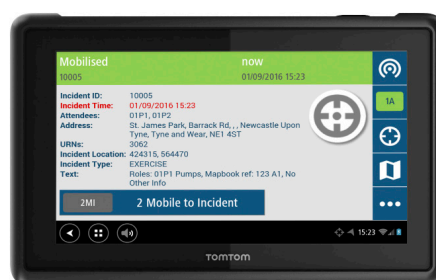 Mobilised now
10005 01/09/2016 15:23
1A
Incident ID: 10005
Incident Time: 01/09/2016 15:23
Attendees: 01P1, 01P2
Address: St. James Park, Barrack Rd, , , Newcastle Upon
Tyne, Tyne and Wear, NE1 4ST
URNs: 3062
Incident Location: 424315, 564470
Incident Type: EXERCISE
Text: Roles: 01P1 Pumps, Mapbook ref: 123 A1, No
Other Info
2MI 2 Mobile to Incident
15:23
TOMTOM